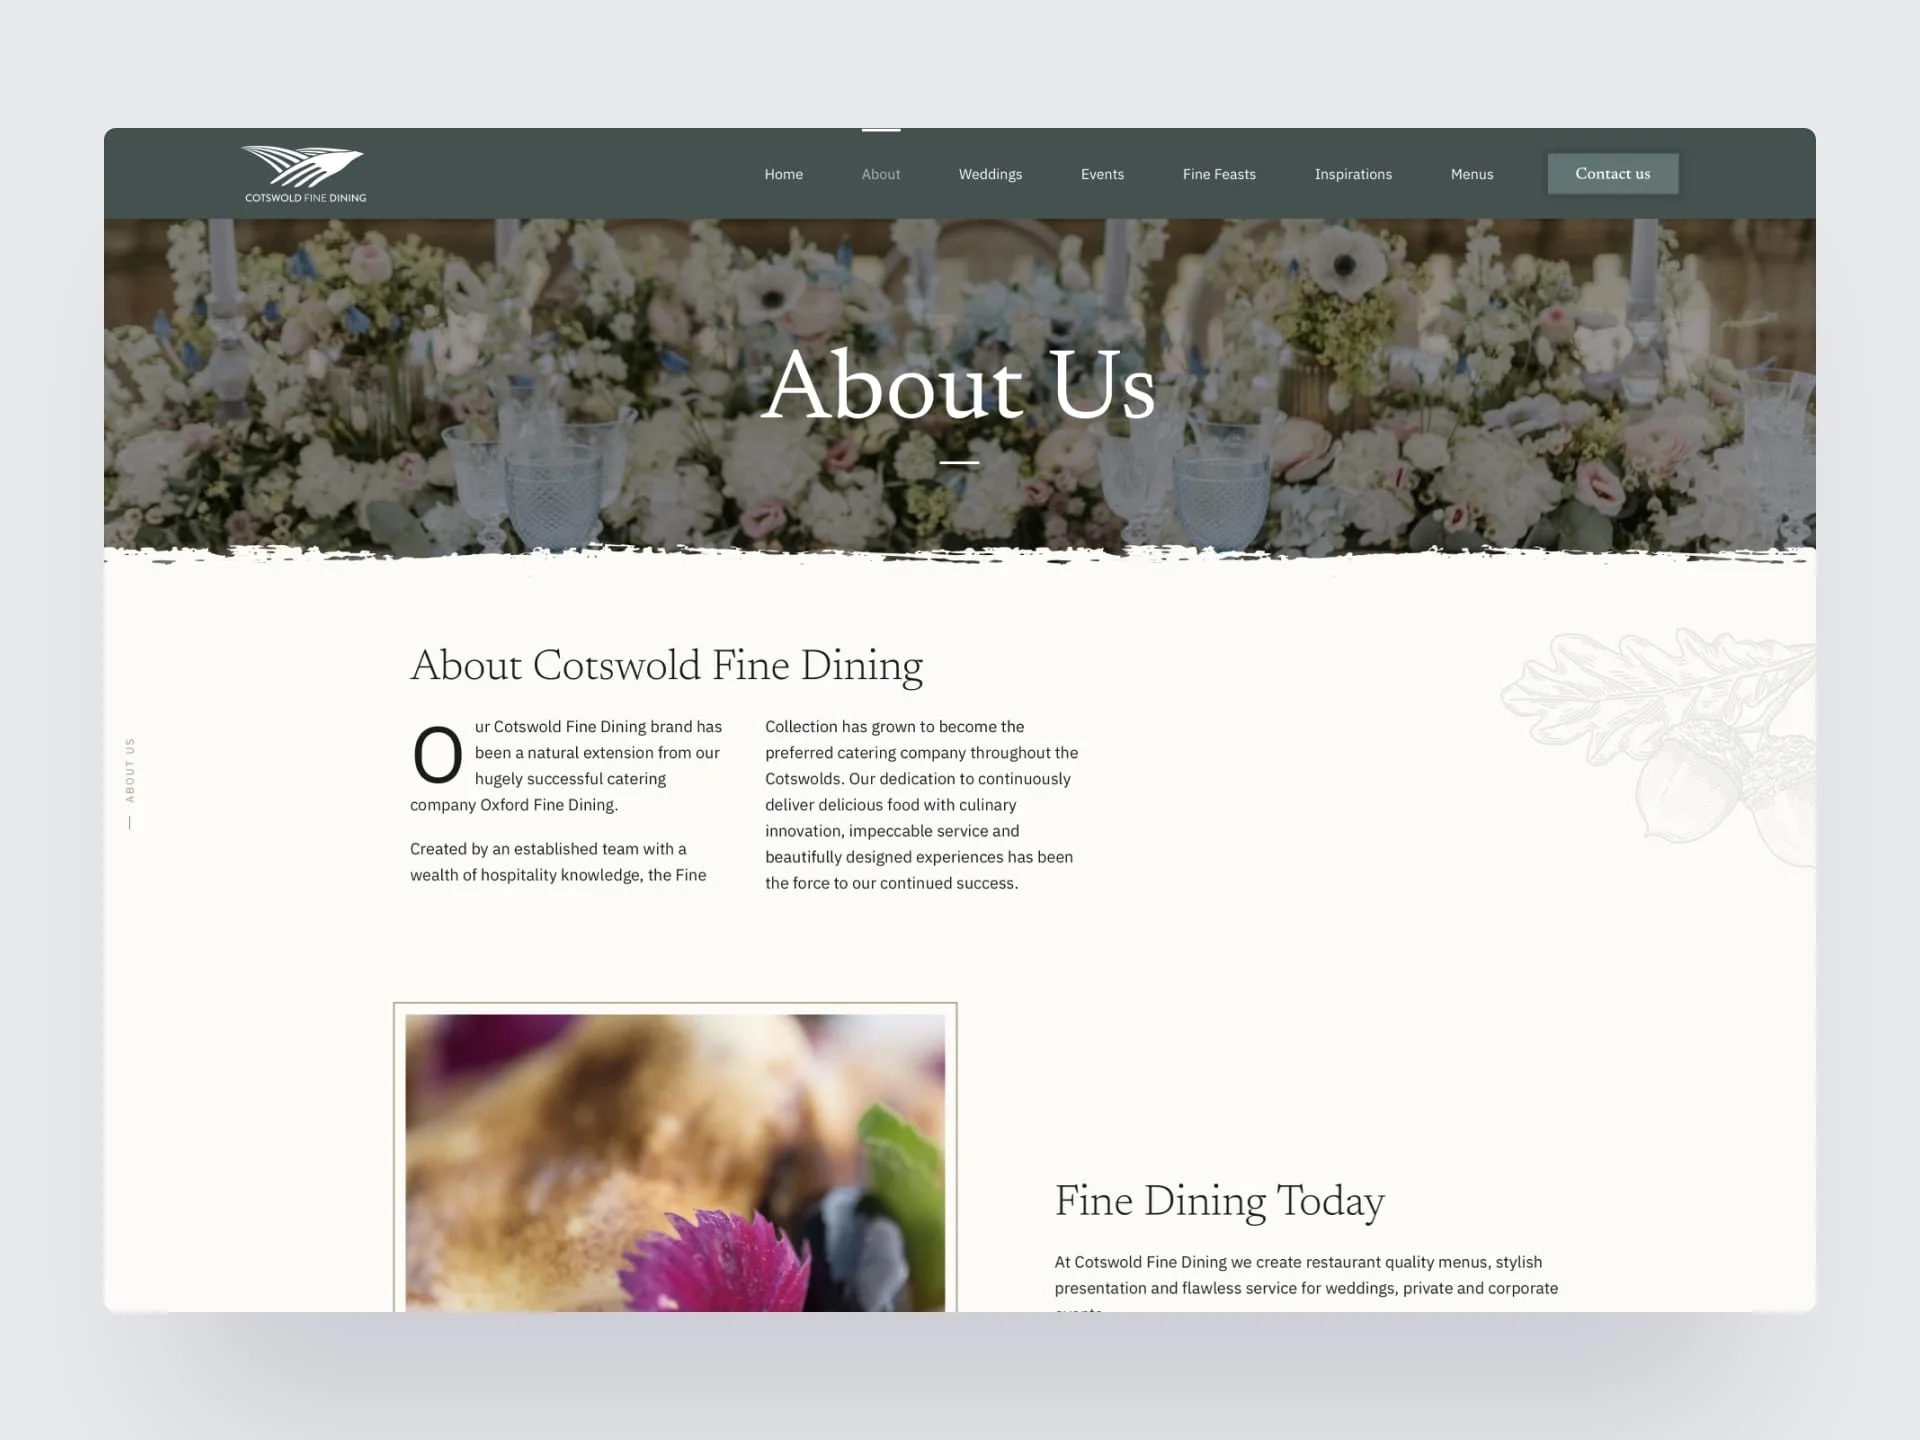 COTSWOLD FINE DINING
Home
About
Weddings
Events
Fine Feasts
Inspirations
Menus
Contact us
About Us
ABOUT US
About Cotswold Fine Dining
Our Cotswold Fine Dining brand has
been a natural extension from our
hugely successful catering
company Oxford Fine Dining.
Created by an established team with a
wealth of hospitality knowledge, the Fine
Collection has grown to become the
preferred catering company throughout the
Cotswolds. Our dedication to continuously
deliver delicious food with culinary
innovation, impeccable service and
beautifully designed experiences has been
the force to our continued success.
Fine Dining Today
At Cotswold Fine Dining we create restaurant quality menus, stylish
presentation and flawless service for weddings, private and corporate